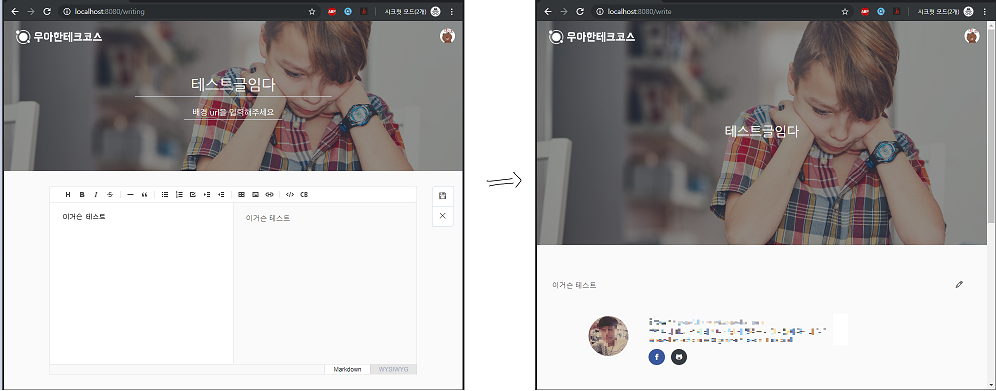 localhost:8080/writing
시크릿 모드(2개)
우아한테크코스
테스트글임다
배경 url을 입력해주세요
H B I S
CB
이거슨 테스트
이거슨 테스트
Markdown
WYSIWYG
localhost:8080/write
시크릿 모드(2개)
우아한테크코스
테스트글임다
이거슨 테스트